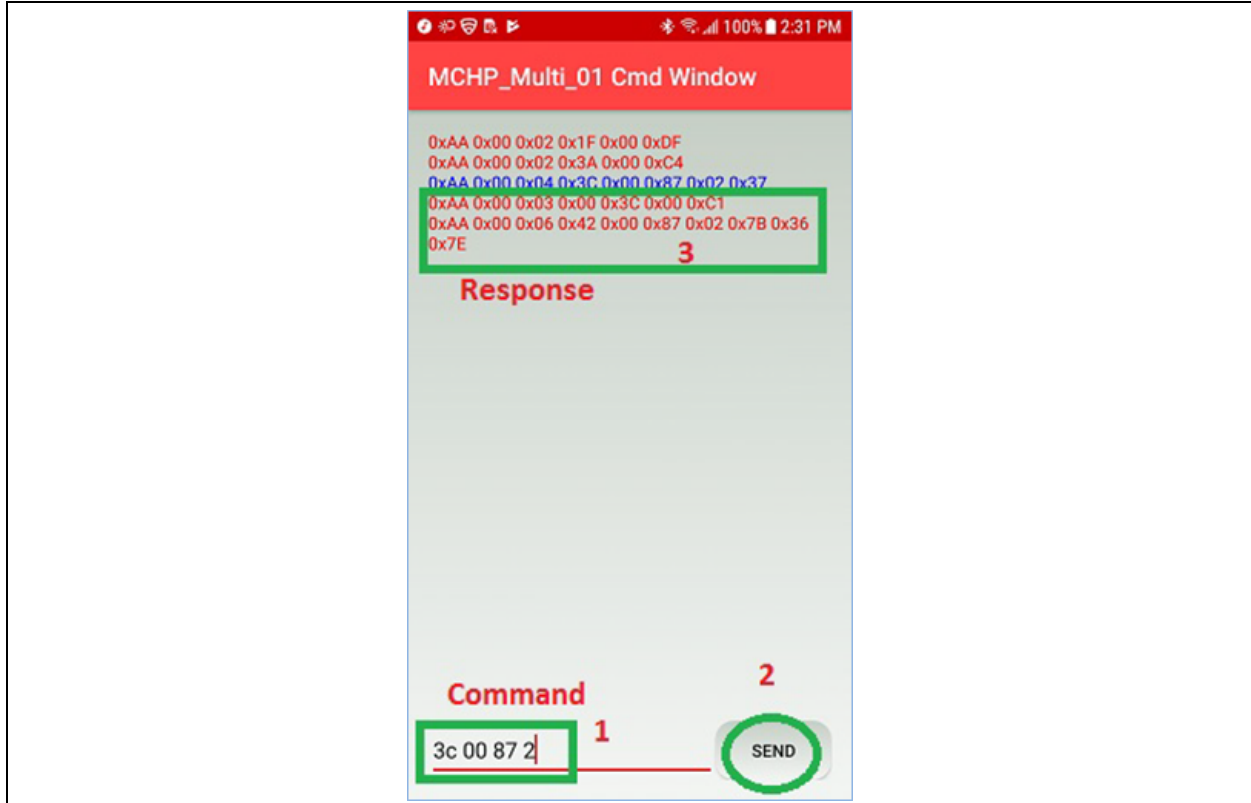 100% 2:31 PM
MCHP_Multi_01 Cmd Window
0xAA 0x00 0x02 0x1F 0x00 0xDF
0xAA 0x00 0x02 0x3A 0x00 0xC4
0xAA 0x00 0x04 0x3C 0x00 0x87 0x02 0x37
0xAA 0x00 0x03 0x00 0x3C 0x00 0xC1
0xAA 0x00 0x06 0x42 0x00 0x87 0x02 0x7B 0x36
0x7E
3
Response
2
Command
1
3c 00 87 2
SEND